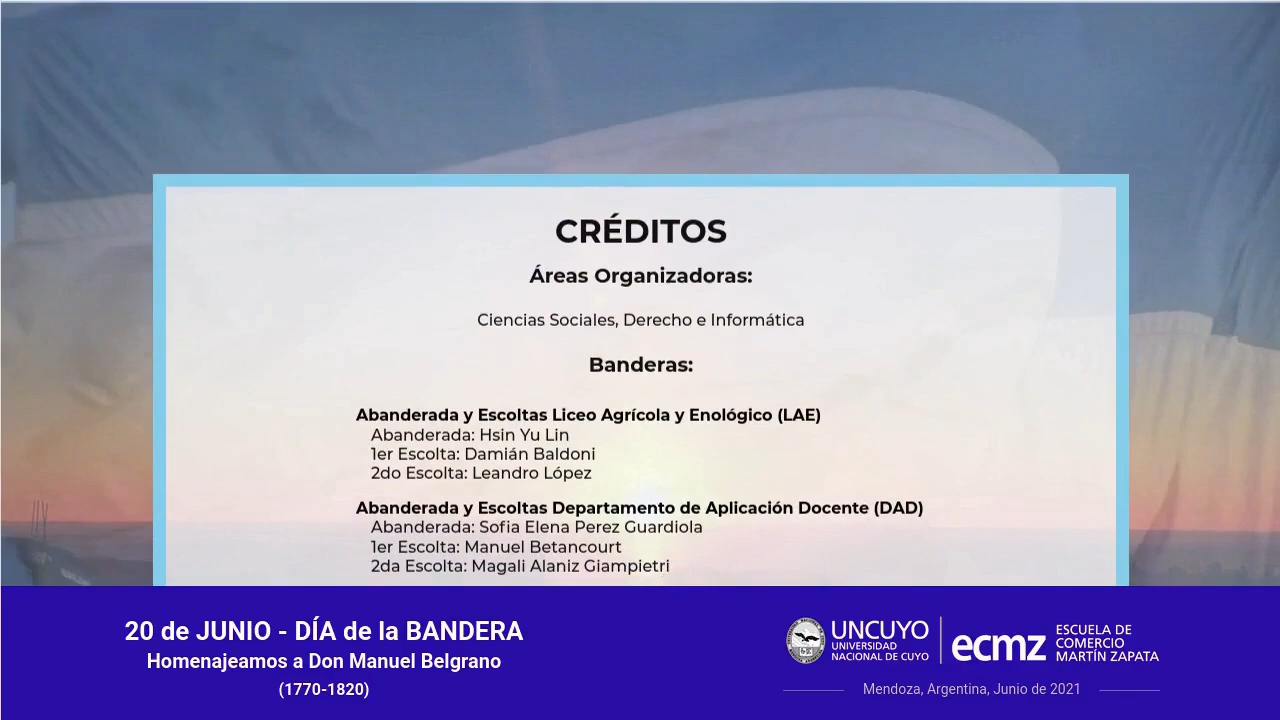 CRÉDITOS
Áreas Organizadoras:
Ciencias Sociales, Derecho e Informática
Banderas:
Abanderada y Escoltas Liceo Agrícola y Enológico (LAE)
Abanderada: Hsin Yu Lin
1er Escolta: Damián Baldoni
2do Escolta: Leandro López
Abanderada y Escoltas Departamento de Aplicación Docente (DAD)
Abanderada: Sofia Elena Perez Guardiola
1er Escolta: Manuel Betancourt
2da Escolta: Magali Alaniz Giampietri
20 de JUNIO - DÍA de la BANDERA
Homenajeamos a Don Manuel Belgrano
(1770-1820)
UNCUYO
UNIVERSIDAD
NACIONAL DE CUYO
ecmz
ESCUELA DE
COMERCIO
MARTÍN ZAPATA
Mendoza, Argentina, Junio de 2021